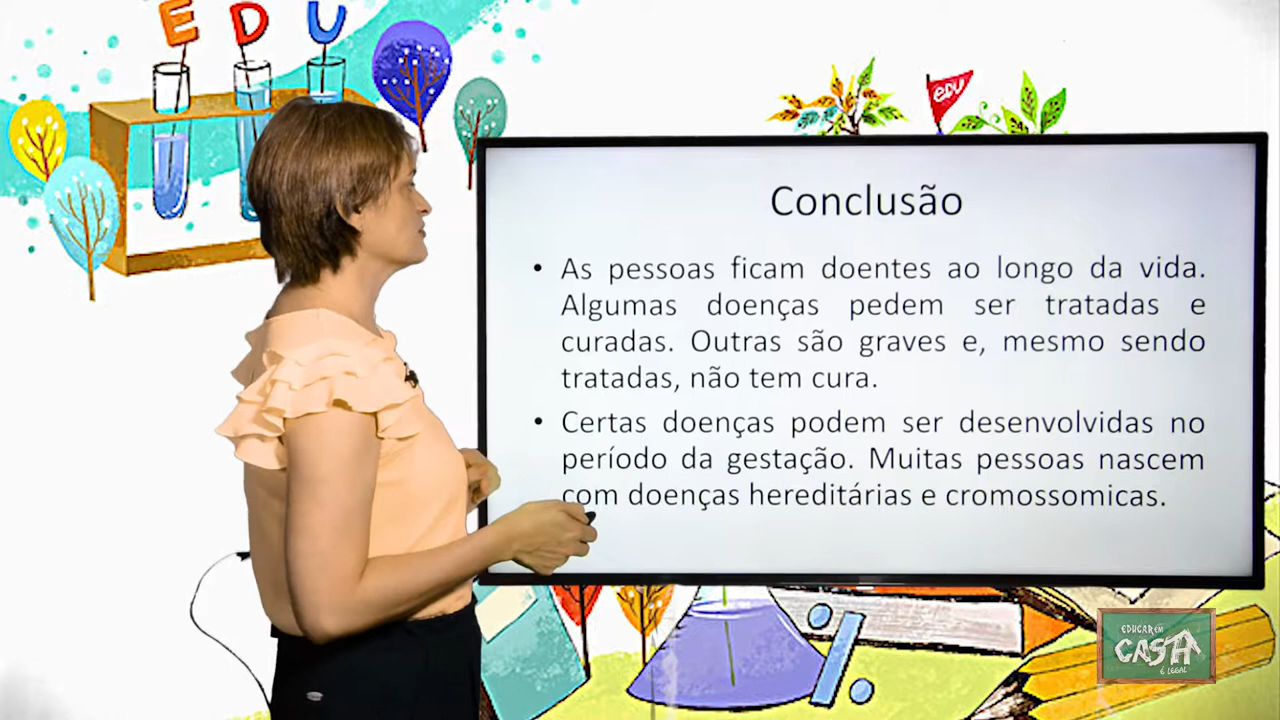 EDU
EDU
Conclusão
• As pessoas ficam doentes ao longo da vida.
Algumas doenças pedem ser tratadas e
curadas. Outras são graves e, mesmo sendo
tratadas, não tem cura.
• Certas doenças podem ser desenvolvidas no
período da gestação. Muitas pessoas nascem
com doenças hereditárias e cromossomicas.
EDUCAR EM
CASA
É LEGAL